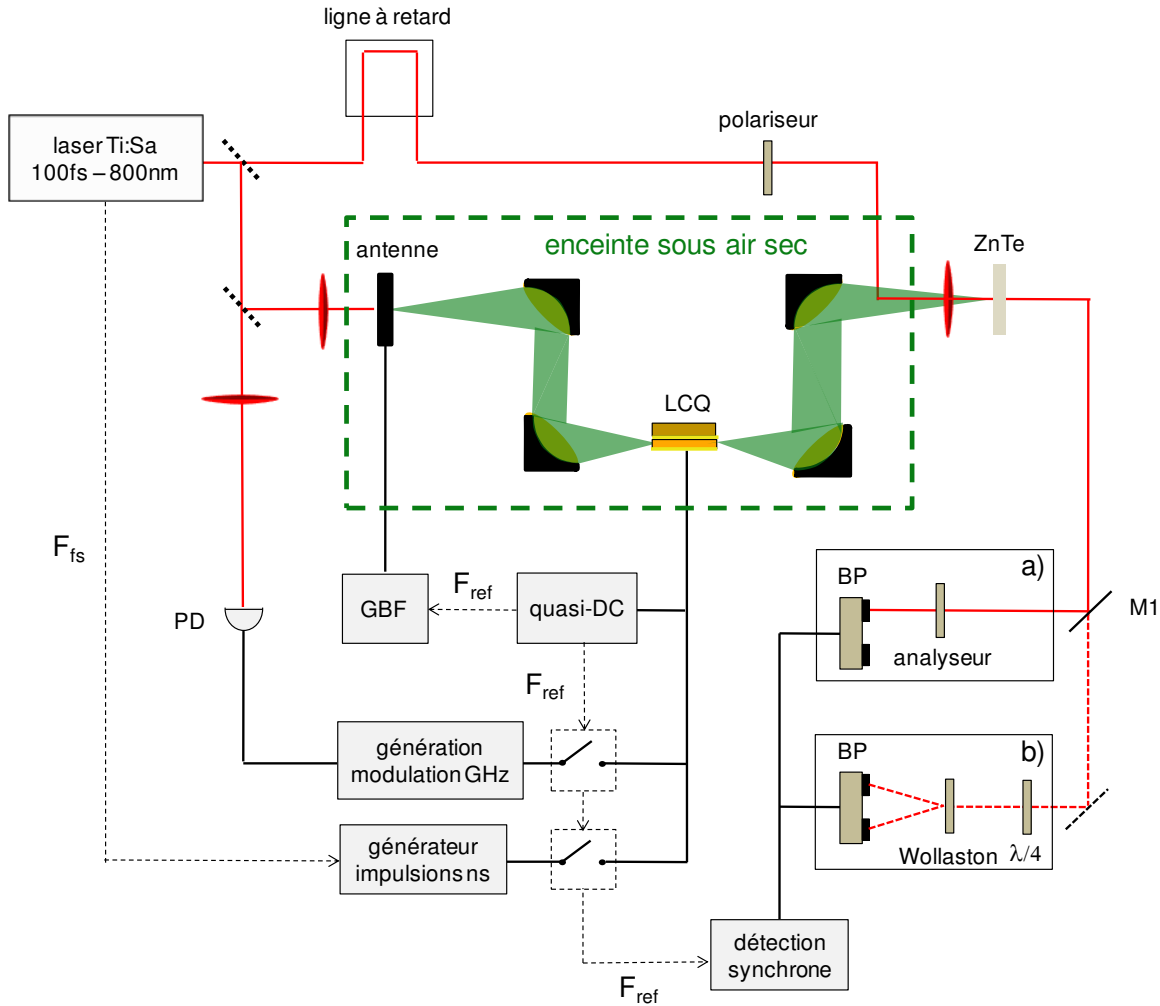 ligne à retard
laser Ti:Sa
100fs – 800nm
polariseur
enceinte sous air sec
antenne
ZnTe
LCQ
F_fs
PD
GBF
F_ref
quasi-DC
F_ref
a)
BP
analyseur
M1
génération
modulation GHz
b)
BP
Wollaston λ/4
générateur
impulsions ns
détection
synchrone
F_ref